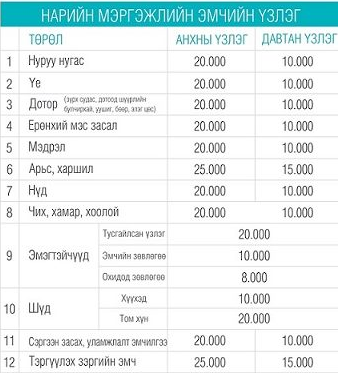 НАРИЙН МЭРГЭЖЛИЙН ЭМЧИЙН ҮЗЛЭГ
ТӨРӨЛ АНХНЫ ҮЗЛЭГ ДАВТАН ҮЗЛЭГ
1 Нуруу нугас 20.000 10.000
2 Үе 20.000 10.000
3 Дотор (зүрх судас, дотоод шүүрлийн булчирхай, уушиг, бөөр, элэг цөс) 20.000 10.000
4 Ерөнхий мэс засал 20.000 10.000
5 Мэдрэл 20.000 10.000
6 Арьс, харшил 25.000 15.000
7 Нүд 20.000 10.000
8 Чих, хамар, хоолой 20.000 10.000
9 Эмэгтэйчүүд
Тусгайлсан үзлэг 20.000
Эмчийн зөвлөгөө 10.000
Охидод зөвлөгөө 8.000
10 Шүд
Хүүхэд 10.000
Том хүн 20.000
11 Сэргээн засах, уламжлалт эмчилгээ 20.000 10.000
12 Тэргүүлэх зэргийн эмч 25.000 15.000